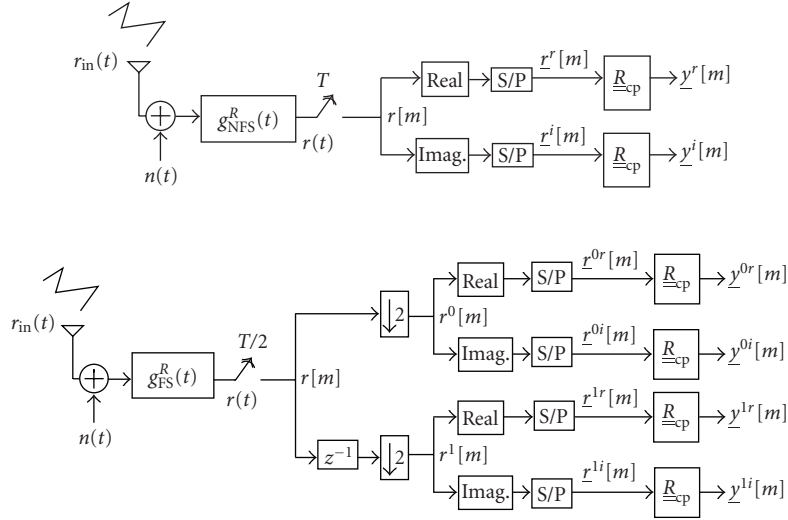 r_in(t)
n(t)
g^R_NFS(t)
T
r(t)
r[m]
Real
S/P
r^r[m]
R_cp
y^r[m]
Imag.
S/P
r^i[m]
R_cp
y^i[m]
r_in(t)
n(t)
g^R_FS(t)
T/2
r(t)
r[m]
↓2
r^0[m]
Real
S/P
r^{0r}[m]
R_cp
y^{0r}[m]
Imag.
S/P
r^{0i}[m]
R_cp
y^{0i}[m]
z^{−1}
↓2
r^1[m]
Real
S/P
r^{1r}[m]
R_cp
y^{1r}[m]
Imag.
S/P
r^{1i}[m]
R_cp
y^{1i}[m]